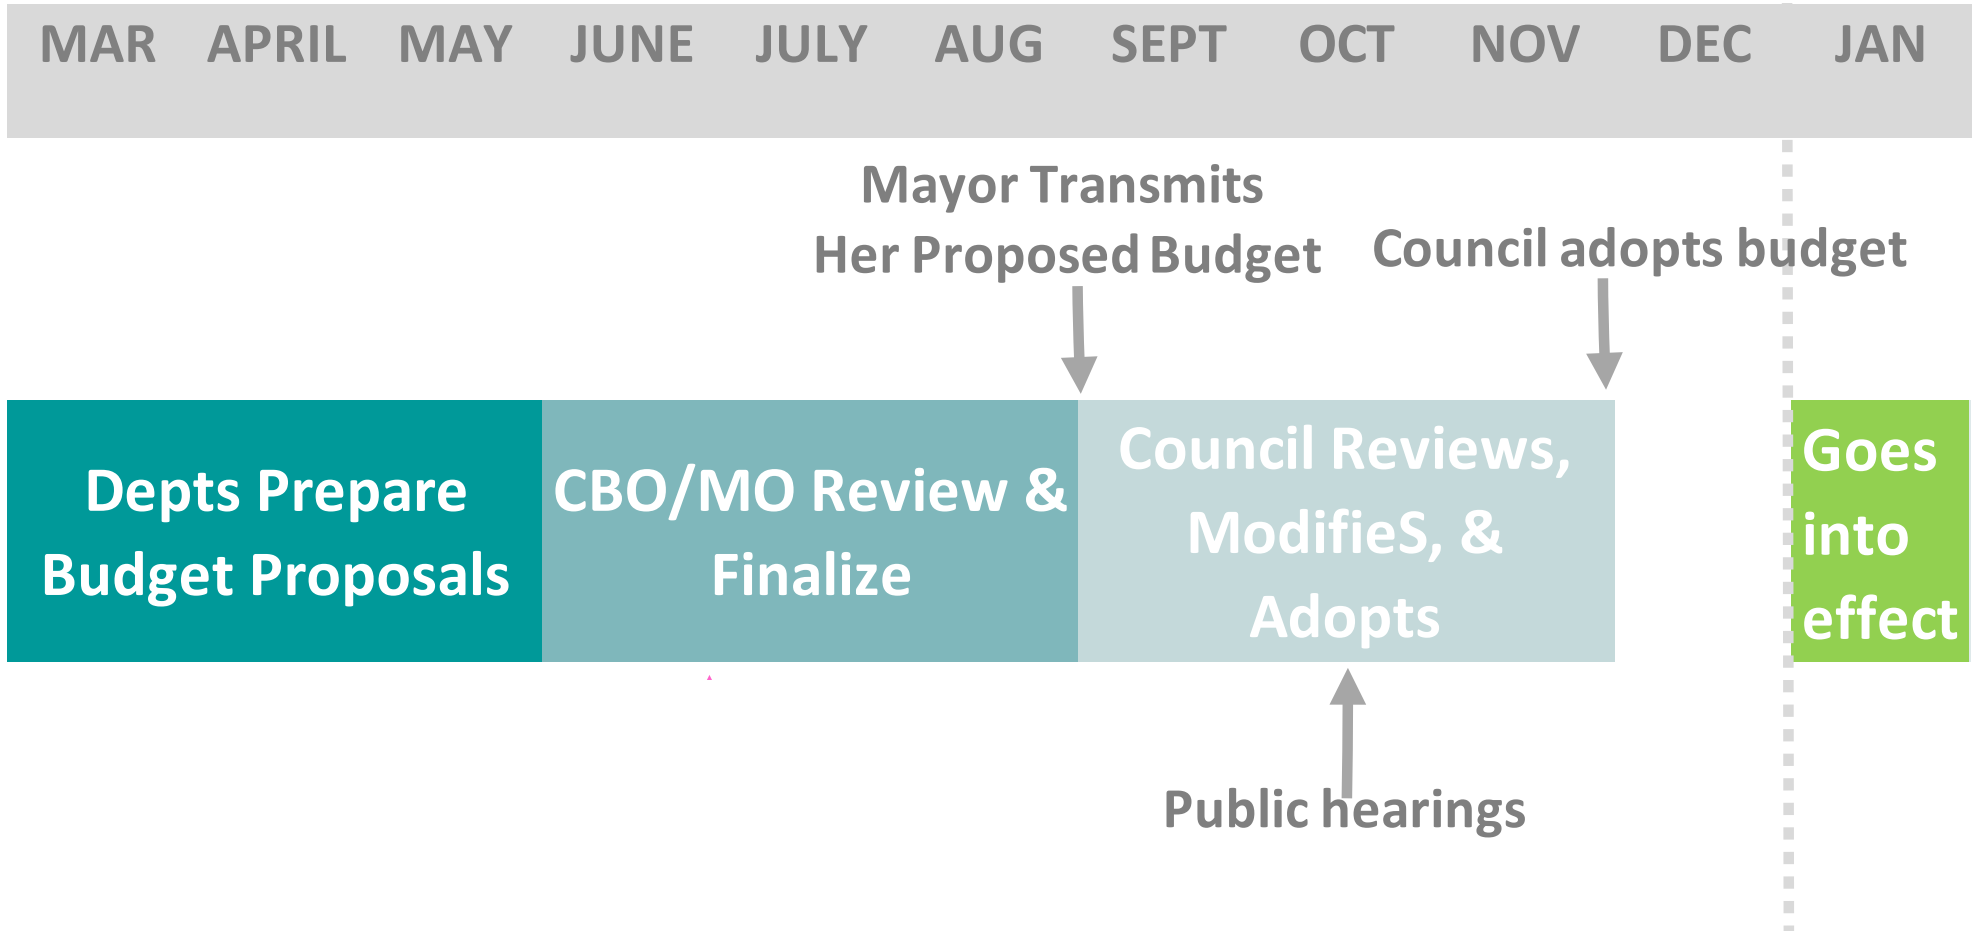 MAR APRIL MAY JUNE JULY AUG SEPT OCT NOV DEC JAN
Mayor Transmits
Her Proposed Budget
Council adopts budget
Depts Prepare
Budget Proposals
CBO/MO Review &
Finalize
Council Reviews,
ModifieS, &
Adopts
Goes
into
effect
Public hearings